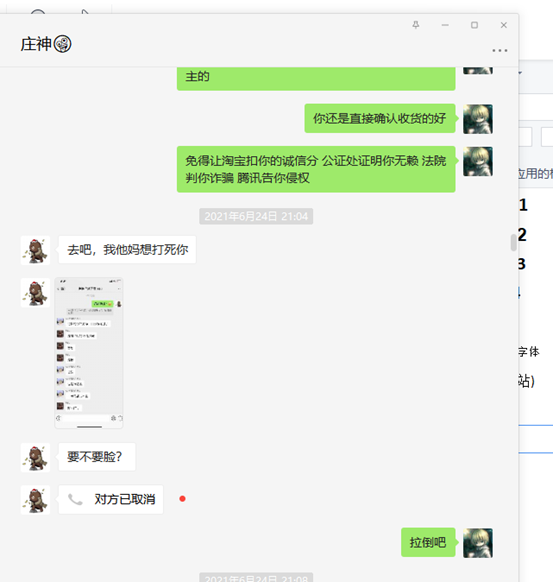 庄神
主的
你还是直接确认收货的好
免得让淘宝扣你的诚信分 公证处证明你无赖 法院
判你诈骗 腾讯告你侵权
2021年6月24日 21:04
去吧，我他妈想打死你
要不要脸？
对方已取消
拉倒吧
2021年6月24日 21:08
应用的
1
2
3
4
字体
站)